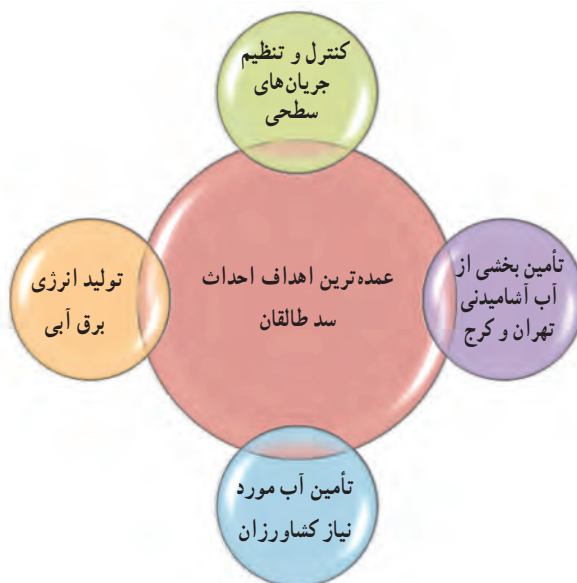 کنترل و تنظیم
جریان‌های
سطحی
تأمین بخشی از
آب آشامیدنی
تهران و کرج
عمده‌ترین اهداف احداث
سد طالقان
تولید انرژی
برق آبی
تأمین آب مورد
نیاز کشاورزان